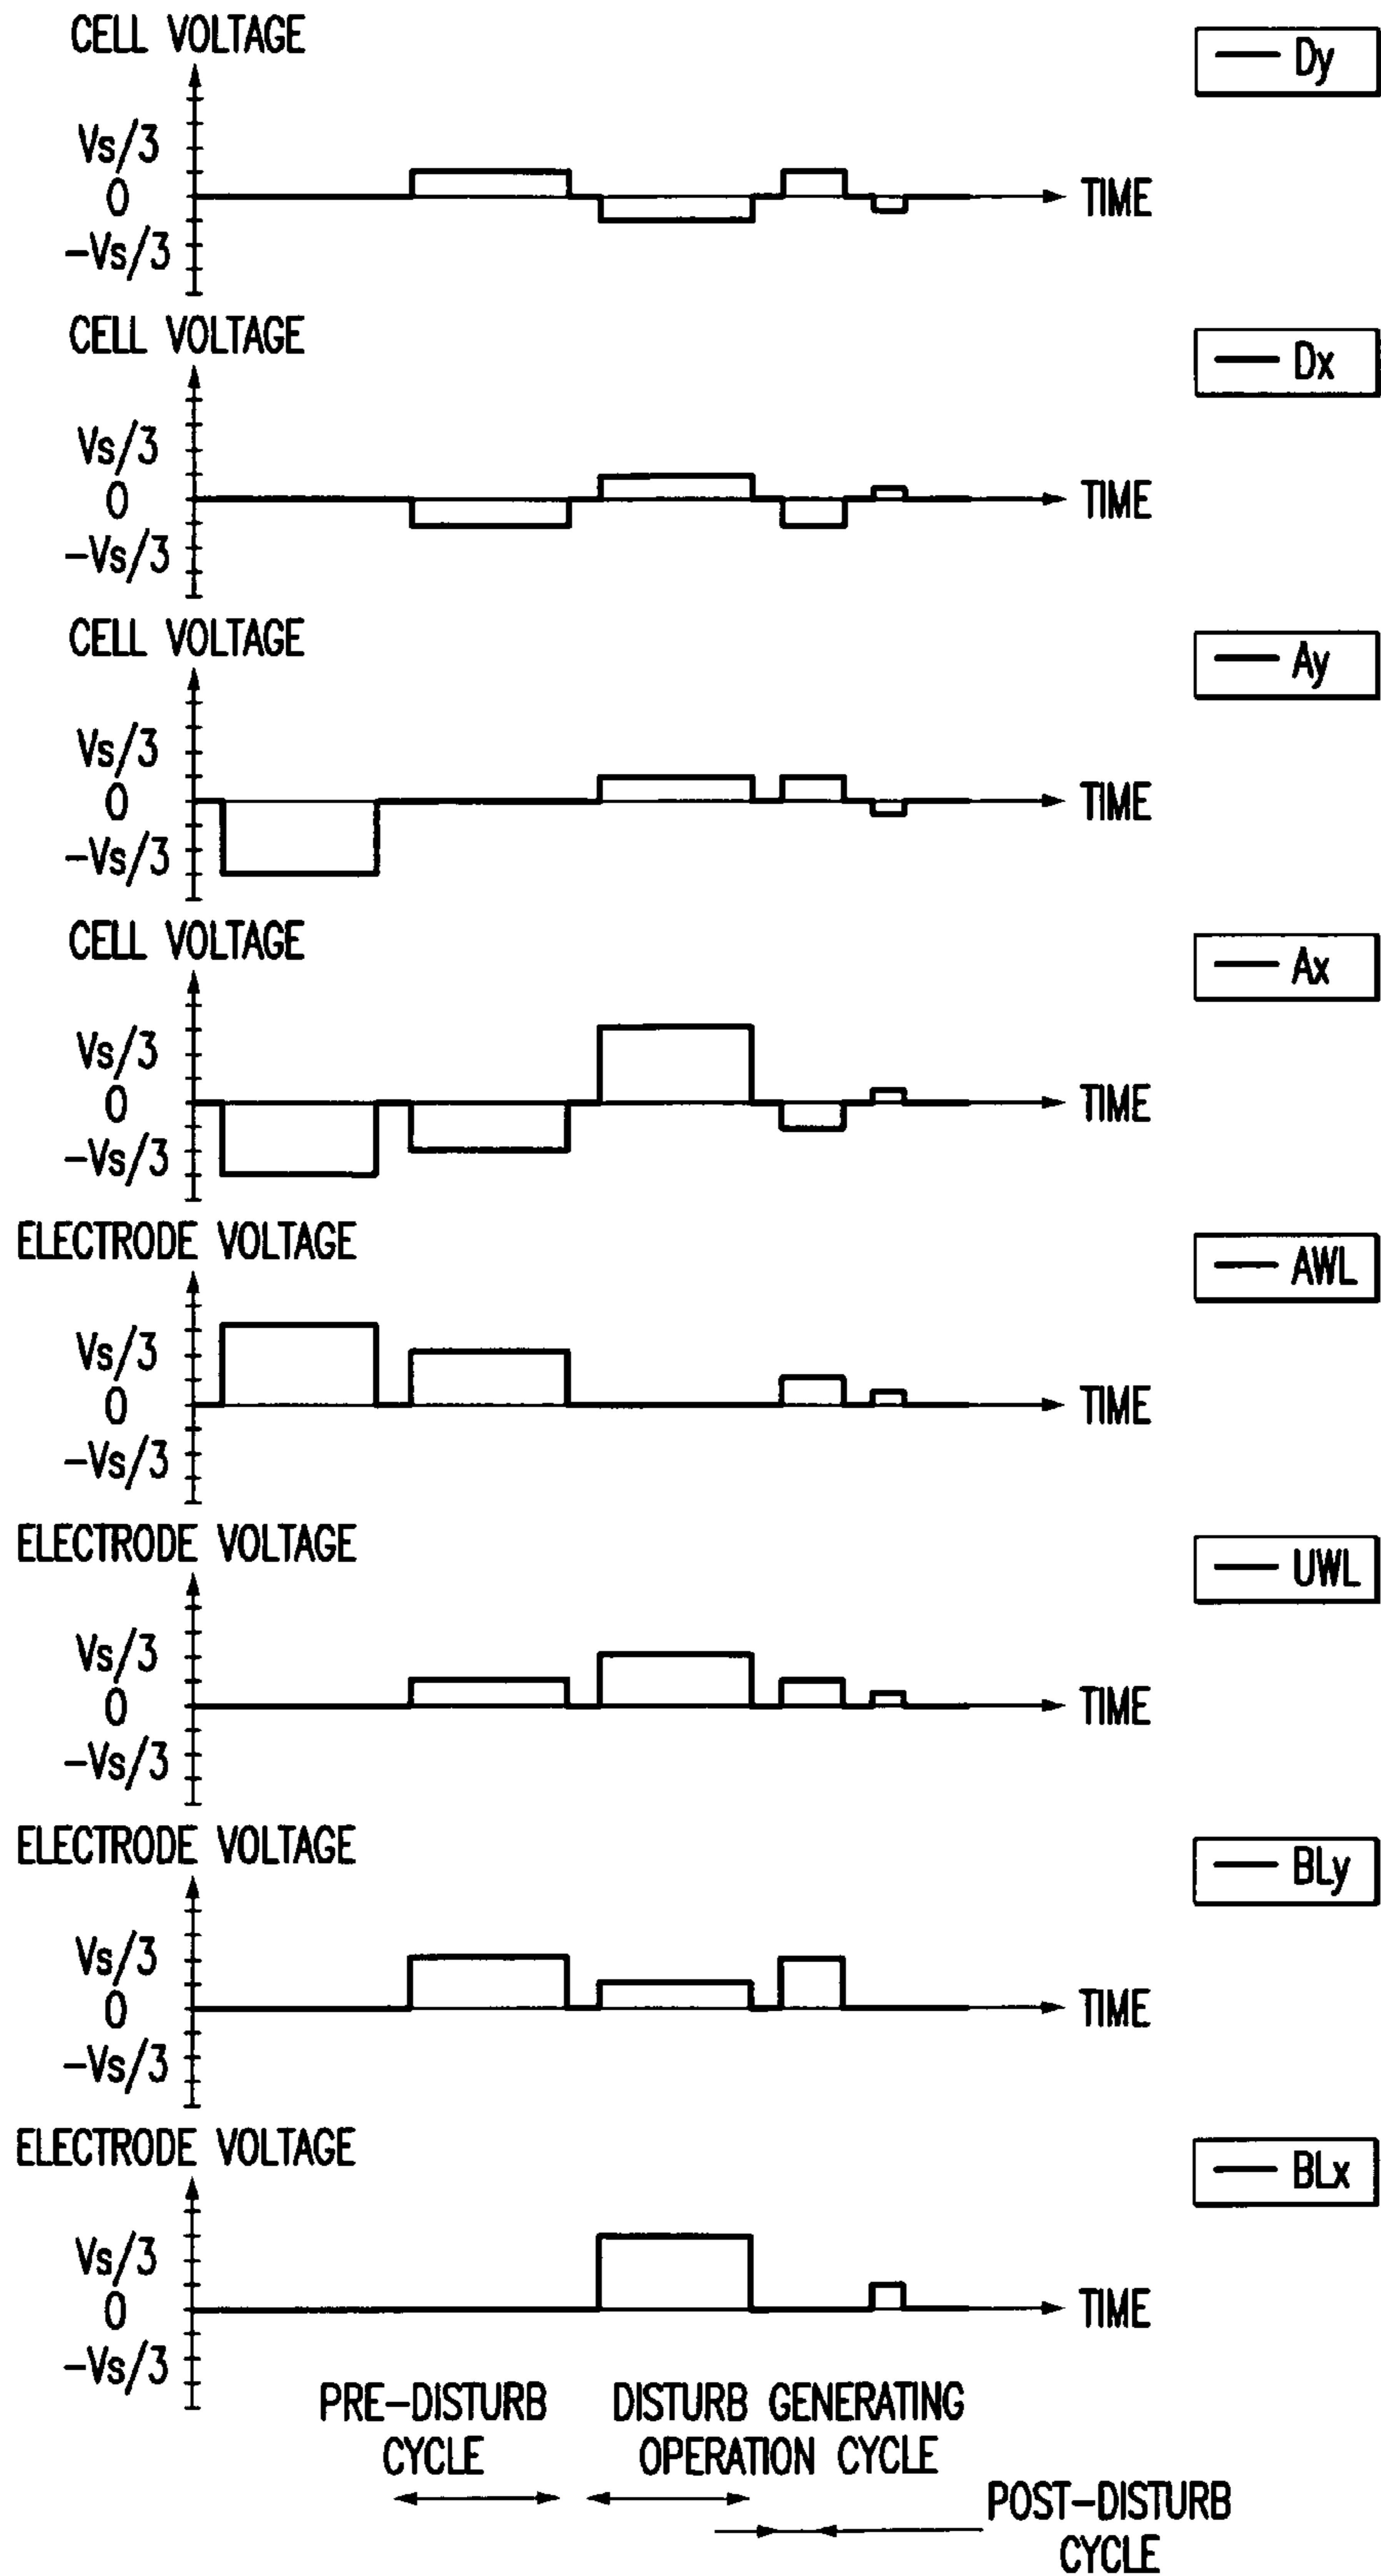 CELL VOLTAGE
Dy
Vs/3
0
-Vs/3
TIME
CELL VOLTAGE
Dx
Vs/3
0
-Vs/3
TIME
CELL VOLTAGE
Ay
Vs/3
0
-Vs/3
TIME
CELL VOLTAGE
Ax
Vs/3
0
-Vs/3
TIME
ELECTRODE VOLTAGE
AWL
Vs/3
0
-Vs/3
TIME
ELECTRODE VOLTAGE
UWL
Vs/3
0
-Vs/3
TIME
ELECTRODE VOLTAGE
BLy
Vs/3
0
-Vs/3
TIME
ELECTRODE VOLTAGE
BLx
Vs/3
0
-Vs/3
TIME
PRE-DISTURB
CYCLE
DISTURB GENERATING
OPERATION CYCLE
POST-DISTURB
CYCLE